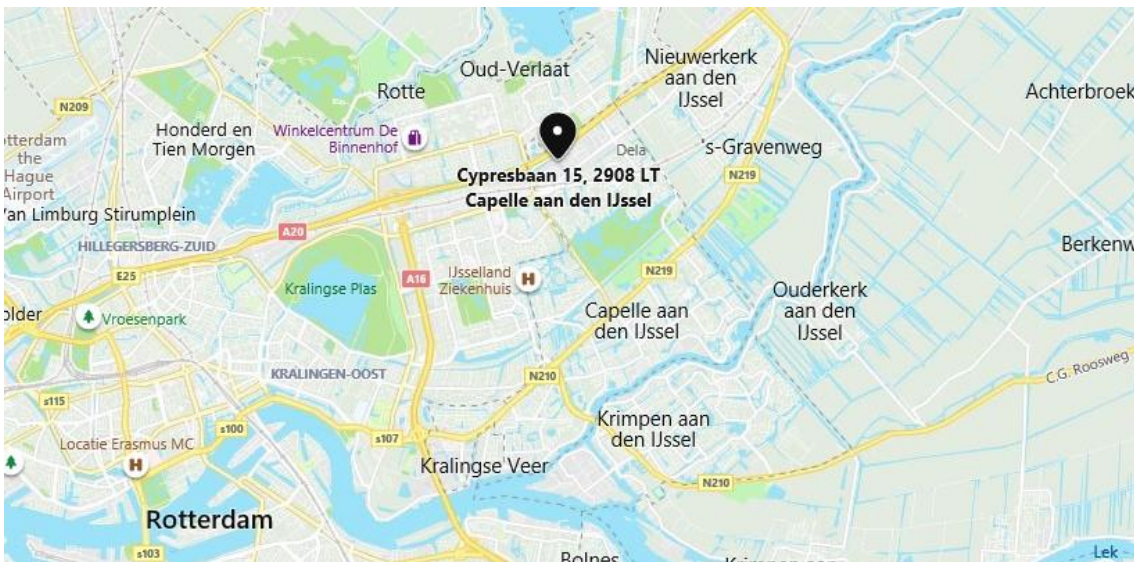 Oud-Verlaat
Nieuwerkerk
aan den
IJssel
Rotte
Achterbroek
N209
Honderd en
Tien Morgen
Winkelcentrum De
Binnenhof
otterdam
the
Hague
Airport
Dela
's-Gravenweg
Cypresbaan 15, 2908 LT
Capelle aan den IJssel
N219
Van Limburg Stirumplein
A20
HILLEGERSBERG-ZUID
Berkenw
E25
Kralingse Plas
A16
IJsselland
Ziekenhuis
N219
Ouderkerk
aan den
IJssel
Capelle aan
den IJssel
older
Vroesenpark
KRALINGEN-OOST
N210
C.G. Roosweg
s115
s100
Krimpen aan
den IJssel
Locatie Erasmus MC
s107
Kralingse Veer
N210
Rotterdam
s103
Lek
Bolnes